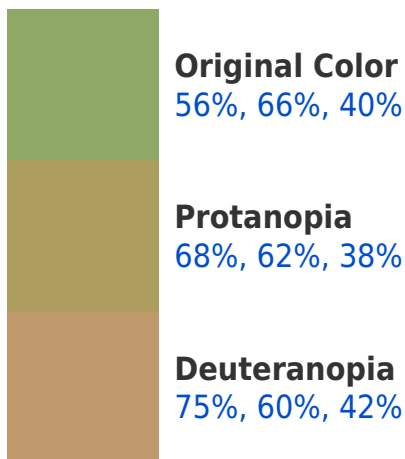 Original Color
56%, 66%, 40%
Protanopia
68%, 62%, 38%
Deuteranopia
75%, 60%, 42%